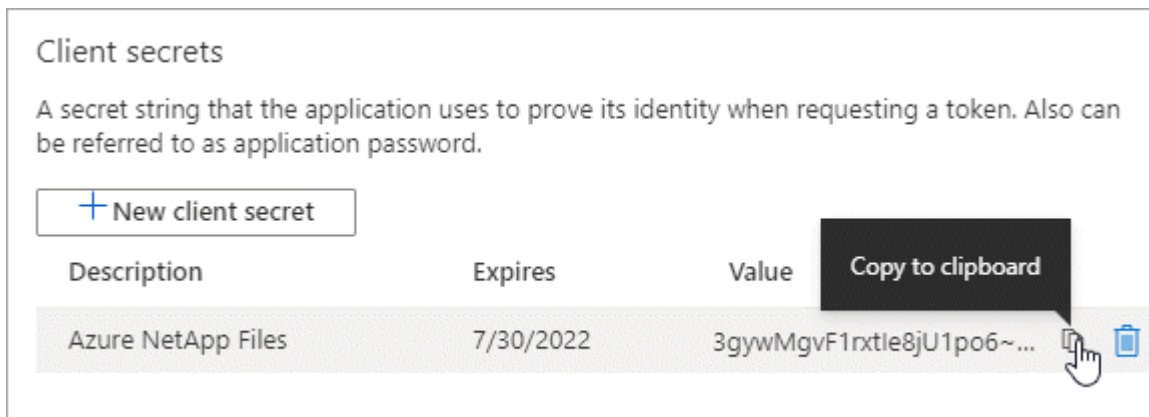 Client secrets
A secret string that the application uses to prove its identity when requesting a token. Also can
be referred to as application password.
+ New client secret
Copy to clipboard
Description Expires Value
Azure NetApp Files 7/30/2022 3gywMgvF1rxtIe8jU1po6~...